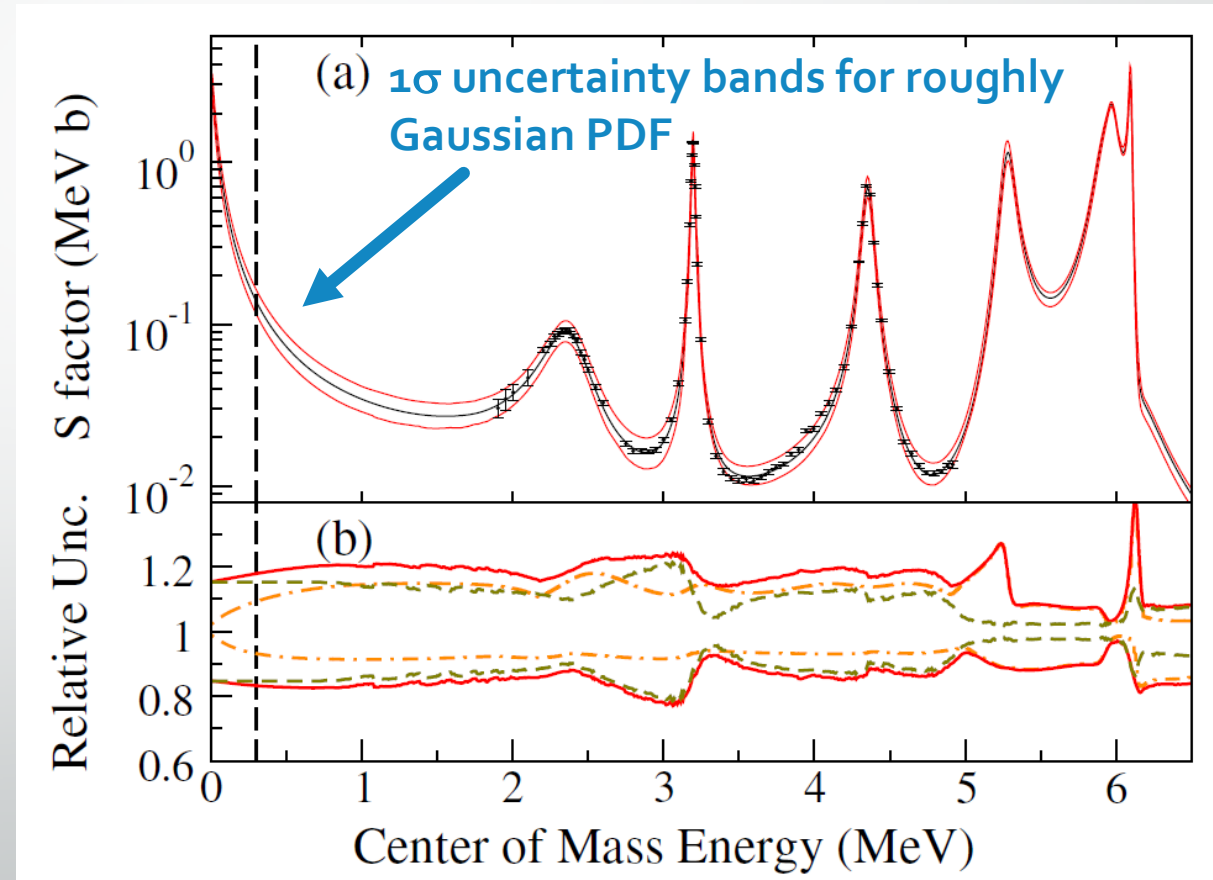 (a) 1σ uncertainty bands for roughly
Gaussian PDF
S factor (MeV b)
10⁰
10⁻¹
10⁻²
(b)
Relative Unc.
1.2
1
0.8
0.6
0 1 2 3 4 5 6
Center of Mass Energy (MeV)